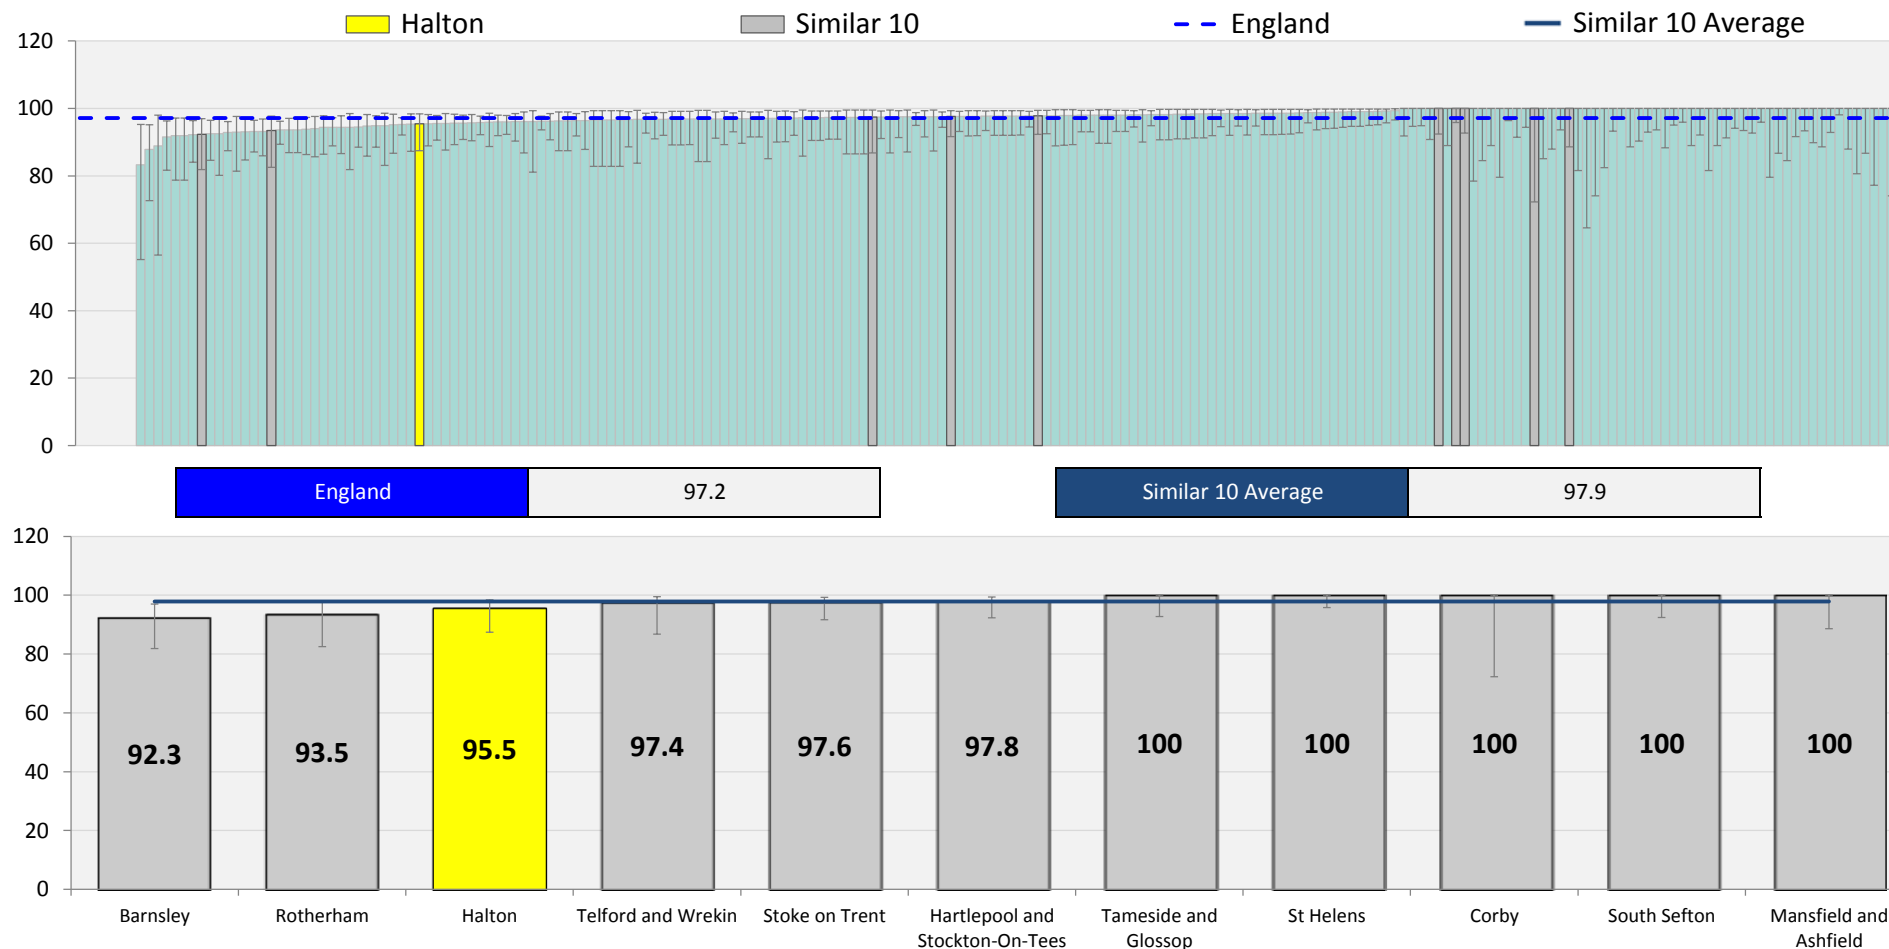 Halton Similar 10 England Similar 10 Average
120
100
80
60
40
20
0
England 97.2 Similar 10 Average 97.9
120
100
80
60
40
20
0
92.3 93.5 95.5 97.4 97.6 97.8 100 100 100 100 100
Barnsley Rotherham Halton Telford and Wrekin Stoke on Trent Hartlepool and Tameside and St Helens Corby South Sefton Mansfield and
Stockton-On-Tees Glossop Ashfield